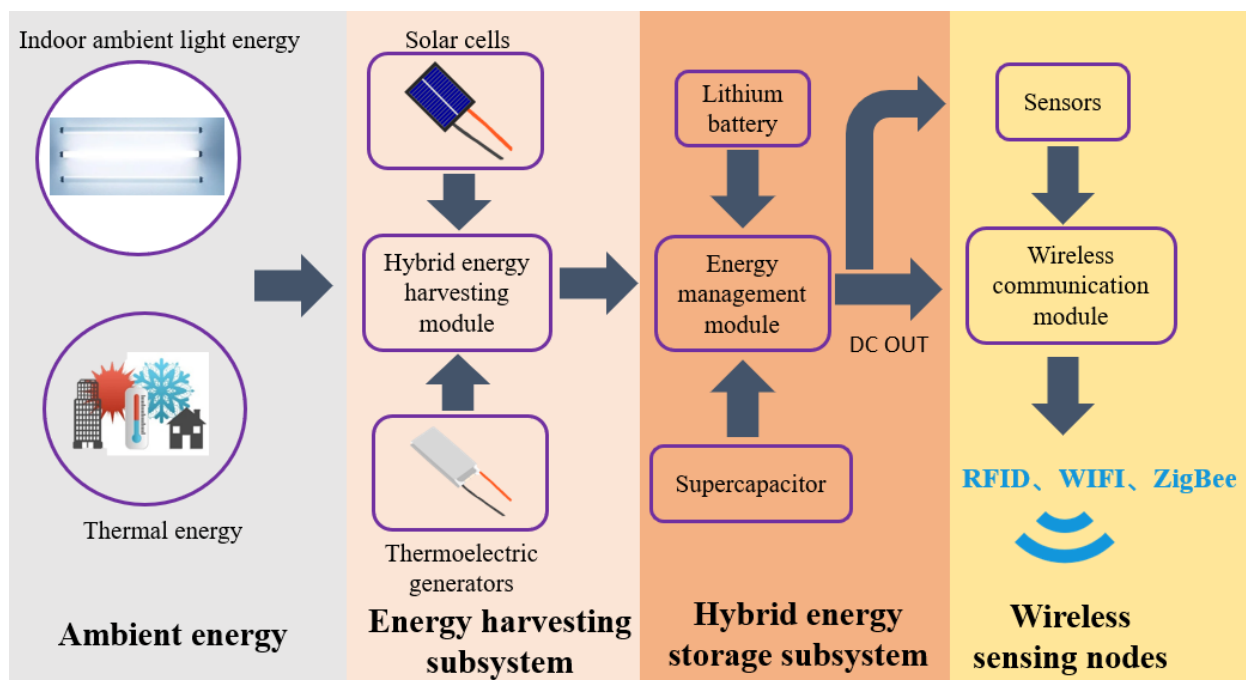 Indoor ambient light energy
Thermal energy
Ambient energy
Solar cells
Hybrid energy
harvesting
module
Thermoelectric
generators
Energy harvesting
subsystem
Lithium
battery
Energy
management
module
DC OUT
Supercapacitor
Hybrid energy
storage subsystem
Sensors
Wireless
communication
module
RFID、WIFI、ZigBee
Wireless
sensing nodes